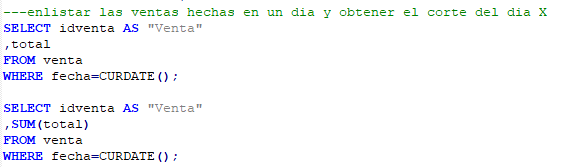 ---enlistar las ventas hechas en un dia y obtener el corte del dia X
SELECT idventa AS "Venta"
,total
FROM venta
WHERE fecha=CURDATE();
SELECT idventa AS "Venta"
,SUM(total)
FROM venta
WHERE fecha=CURDATE();